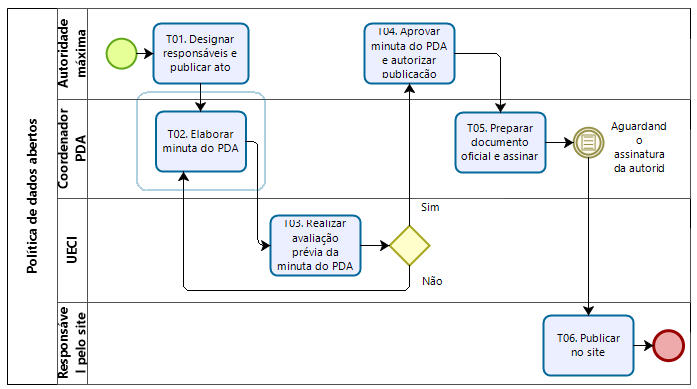 Política de dados abertos
Autoridade
máxima
T01. Designar
responsáveis e
publicar ato
T04. Aprovar
minuta do PDA
e autorizar
publicação
Coordenador
PDA
T02. Elaborar
minuta do PDA
T05. Preparar
documento
oficial e assinar
Aguardand
o
assinatura
da autorid
UECI
T03. Realizar
avaliação
prévia da
minuta do PDA
Sim
Não
Responsáve
l pelo site
T06. Publicar
no site